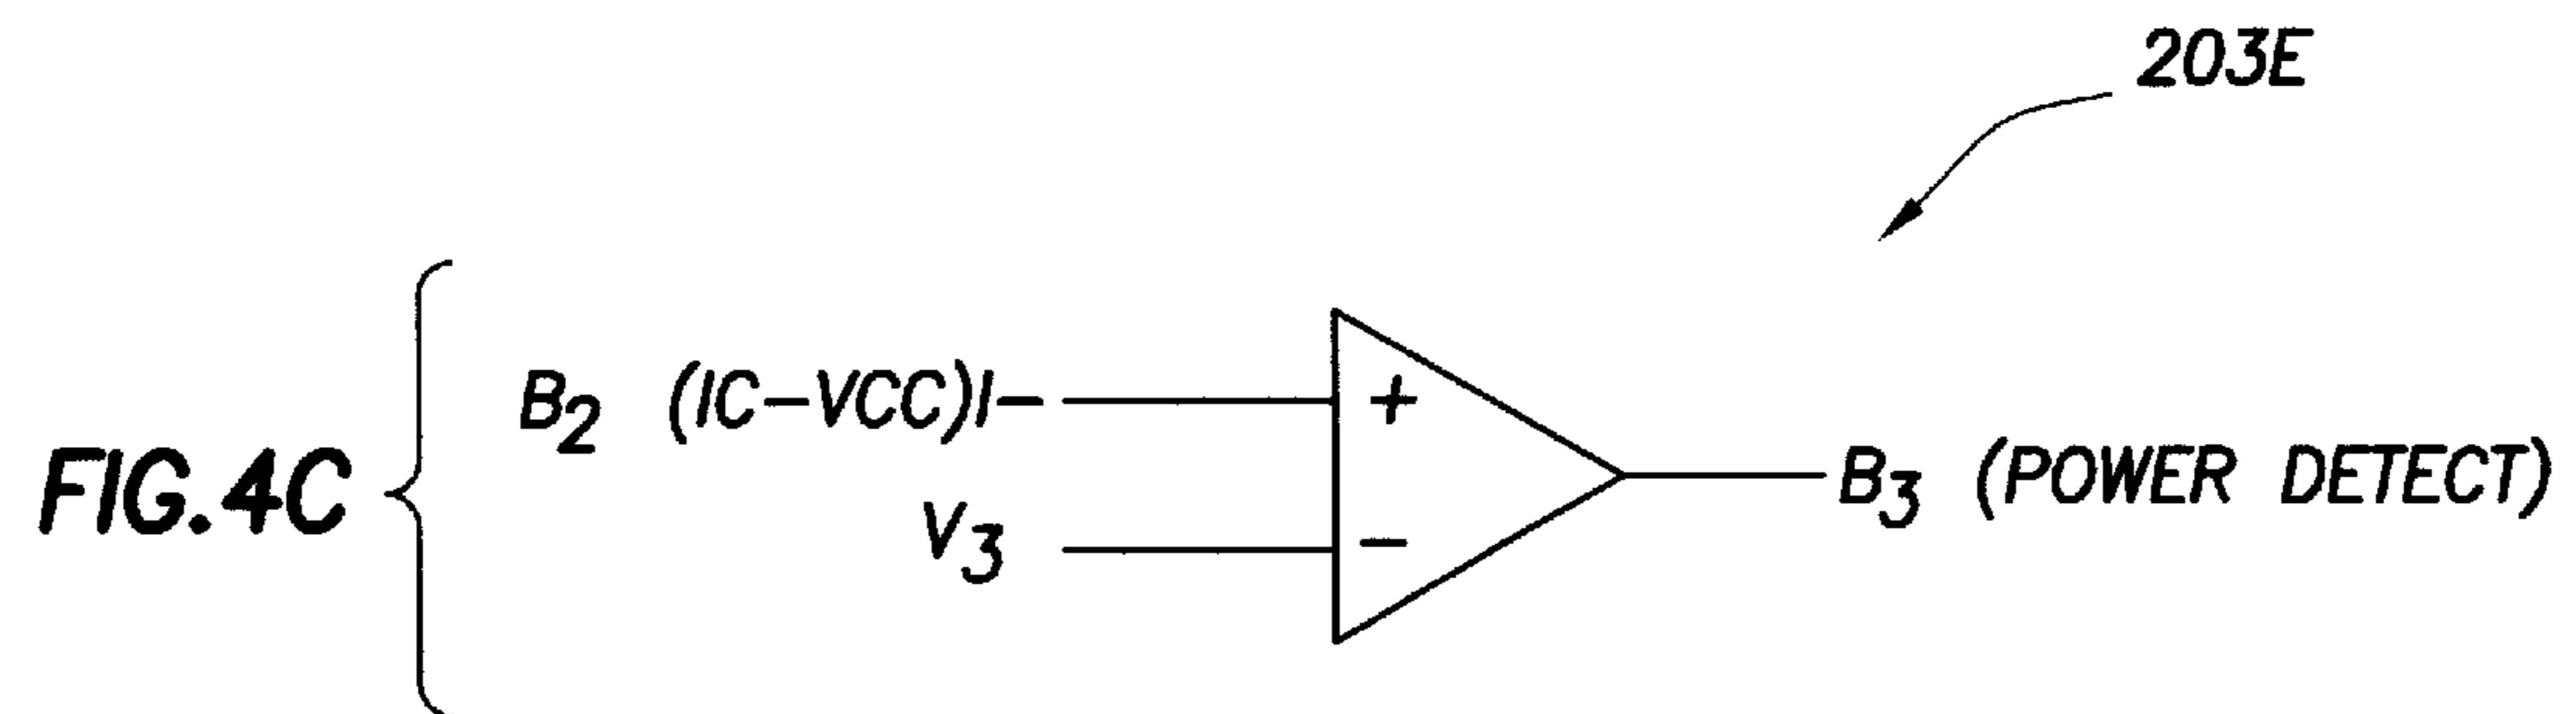 203E
B2 (IC-VCC)I-
+
FIG.4C
B3 (POWER DETECT)
V3
-